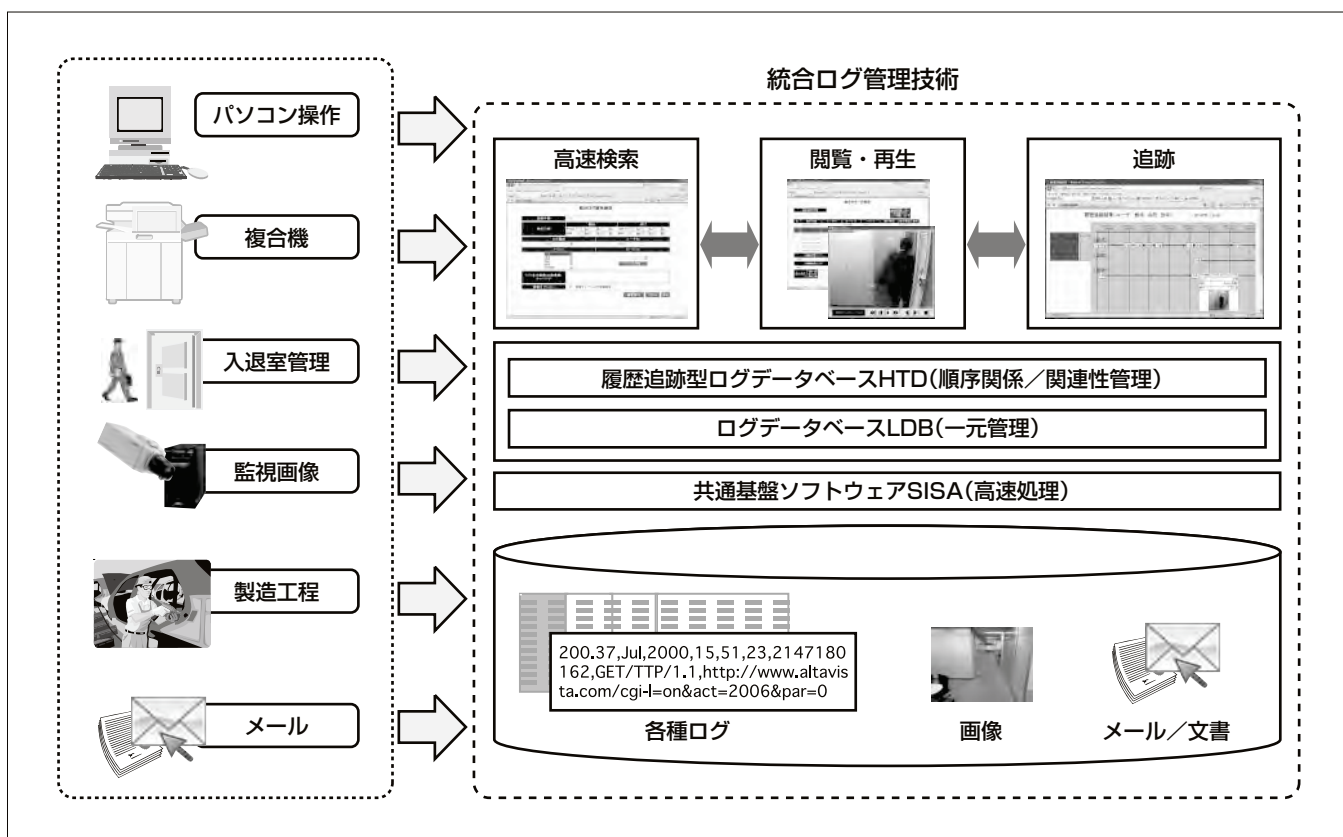 パソコン操作
複合機
入退室管理
監視画像
製造工程
メール
統合ログ管理技術
高速検索
閲覧・再生
追跡
履歴追跡型ログデータベースHTD(順序関係／関連性管理)
ログデータベースLDB(一元管理)
共通基盤ソフトウェアSISA(高速処理)
200.37,Jul,2000,15,51,23,2147180
162,GET/TTP/1.1,http://www.altavis
ta.com/cgi-l=on&act=2006&par=0
各種ログ
画像
メール／文書